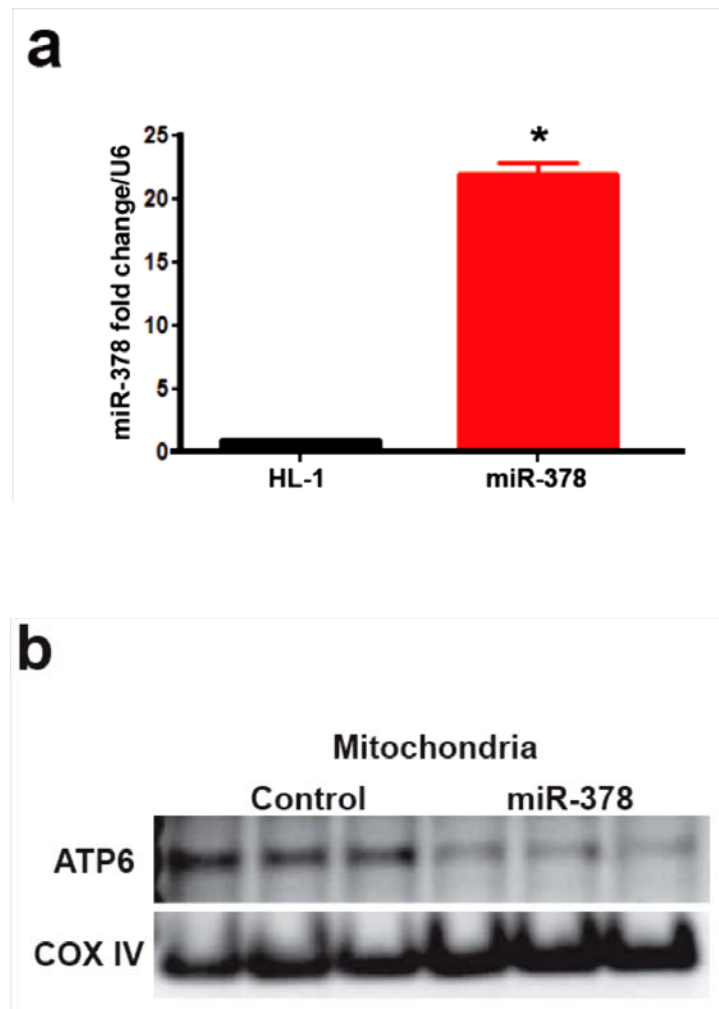 a
miR-378 fold change/U6
25
20
15
10
5
0
*
HL-1 miR-378
b
Mitochondria
Control miR-378
ATP6
COX IV